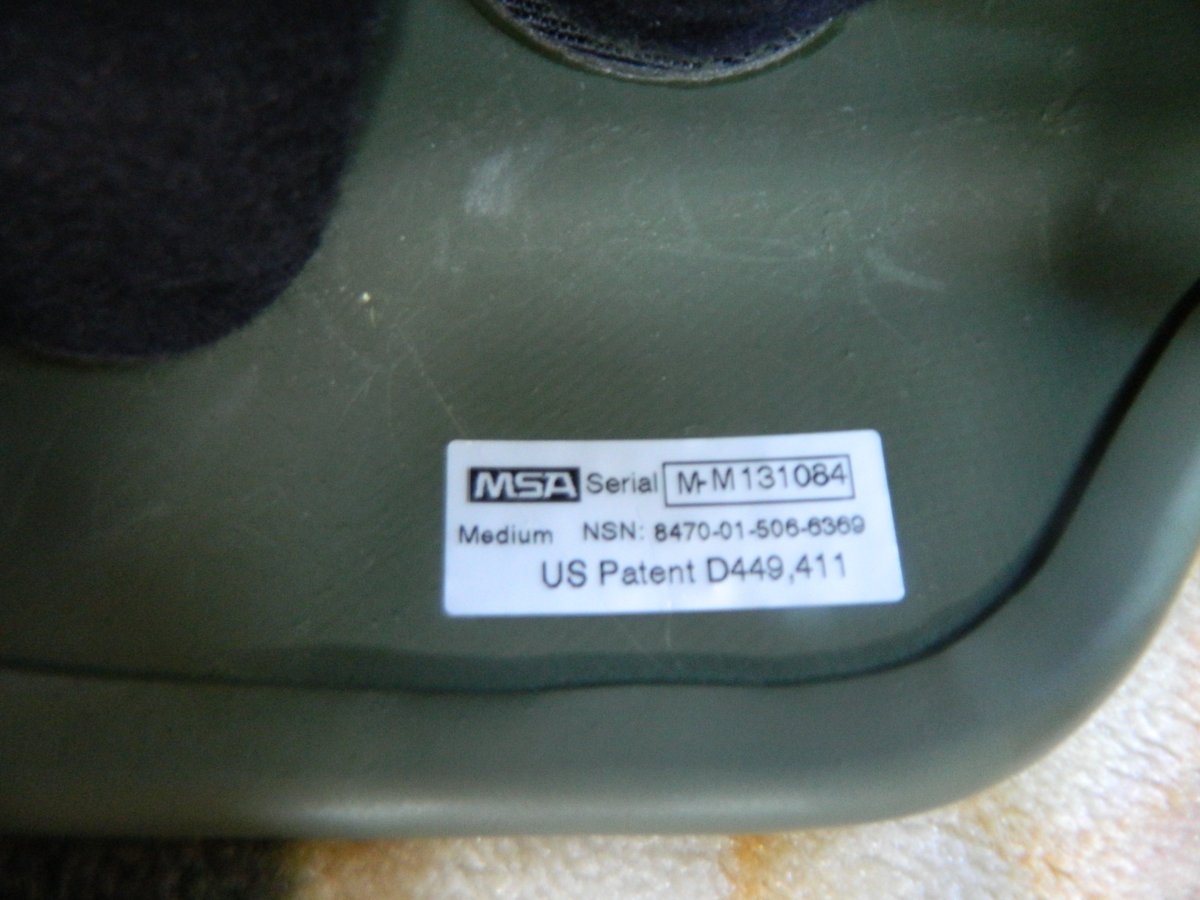 MSA Serial M-M131084
Medium NSN: 8470-01-506-6369
US Patent D449,411